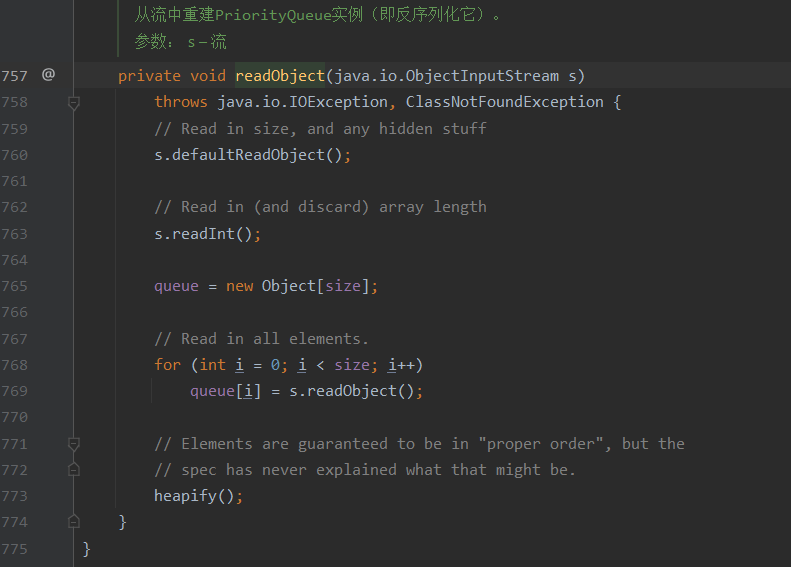 从流中重建PriorityQueue实例（即反序列化它）。
参数： s – 流
757 @ private void readObject(java.io.ObjectInputStream s)
758 throws java.io.IOException, ClassNotFoundException {
759 // Read in size, and any hidden stuff
760 s.defaultReadObject();
761
762 // Read in (and discard) array length
763 s.readInt();
764
765 queue = new Object[size];
766
767 // Read in all elements.
768 for (int i = 0; i < size; i++)
769 queue[i] = s.readObject();
770
771 // Elements are guaranteed to be in "proper order", but the
772 // spec has never explained what that might be.
773 heapify();
774 }
775 }